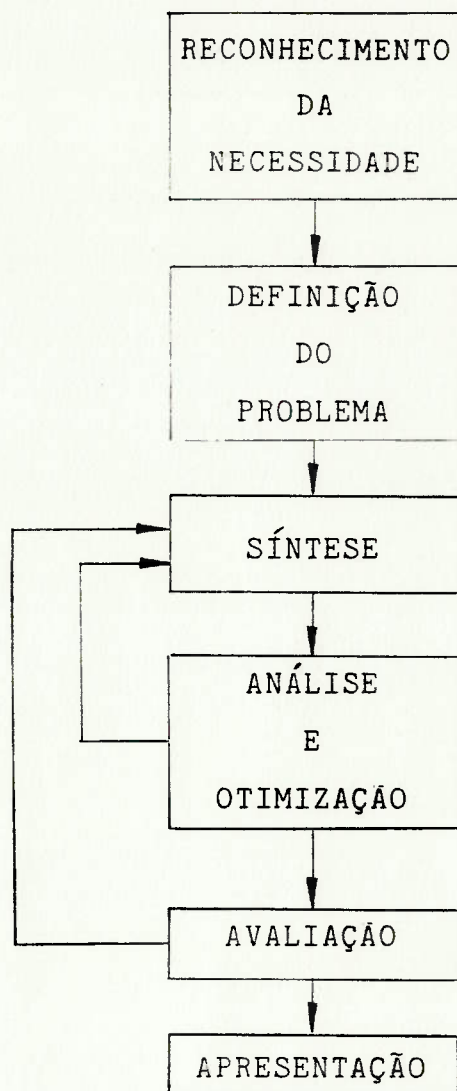 RECONHECIMENTO
DA
NECESSIDADE
DEFINIÇÃO
DO
PROBLEMA
SÍNTESE
ANÁLISE
E
OTIMIZAÇÃO
AVALIAÇÃO
APRESENTAÇÃO